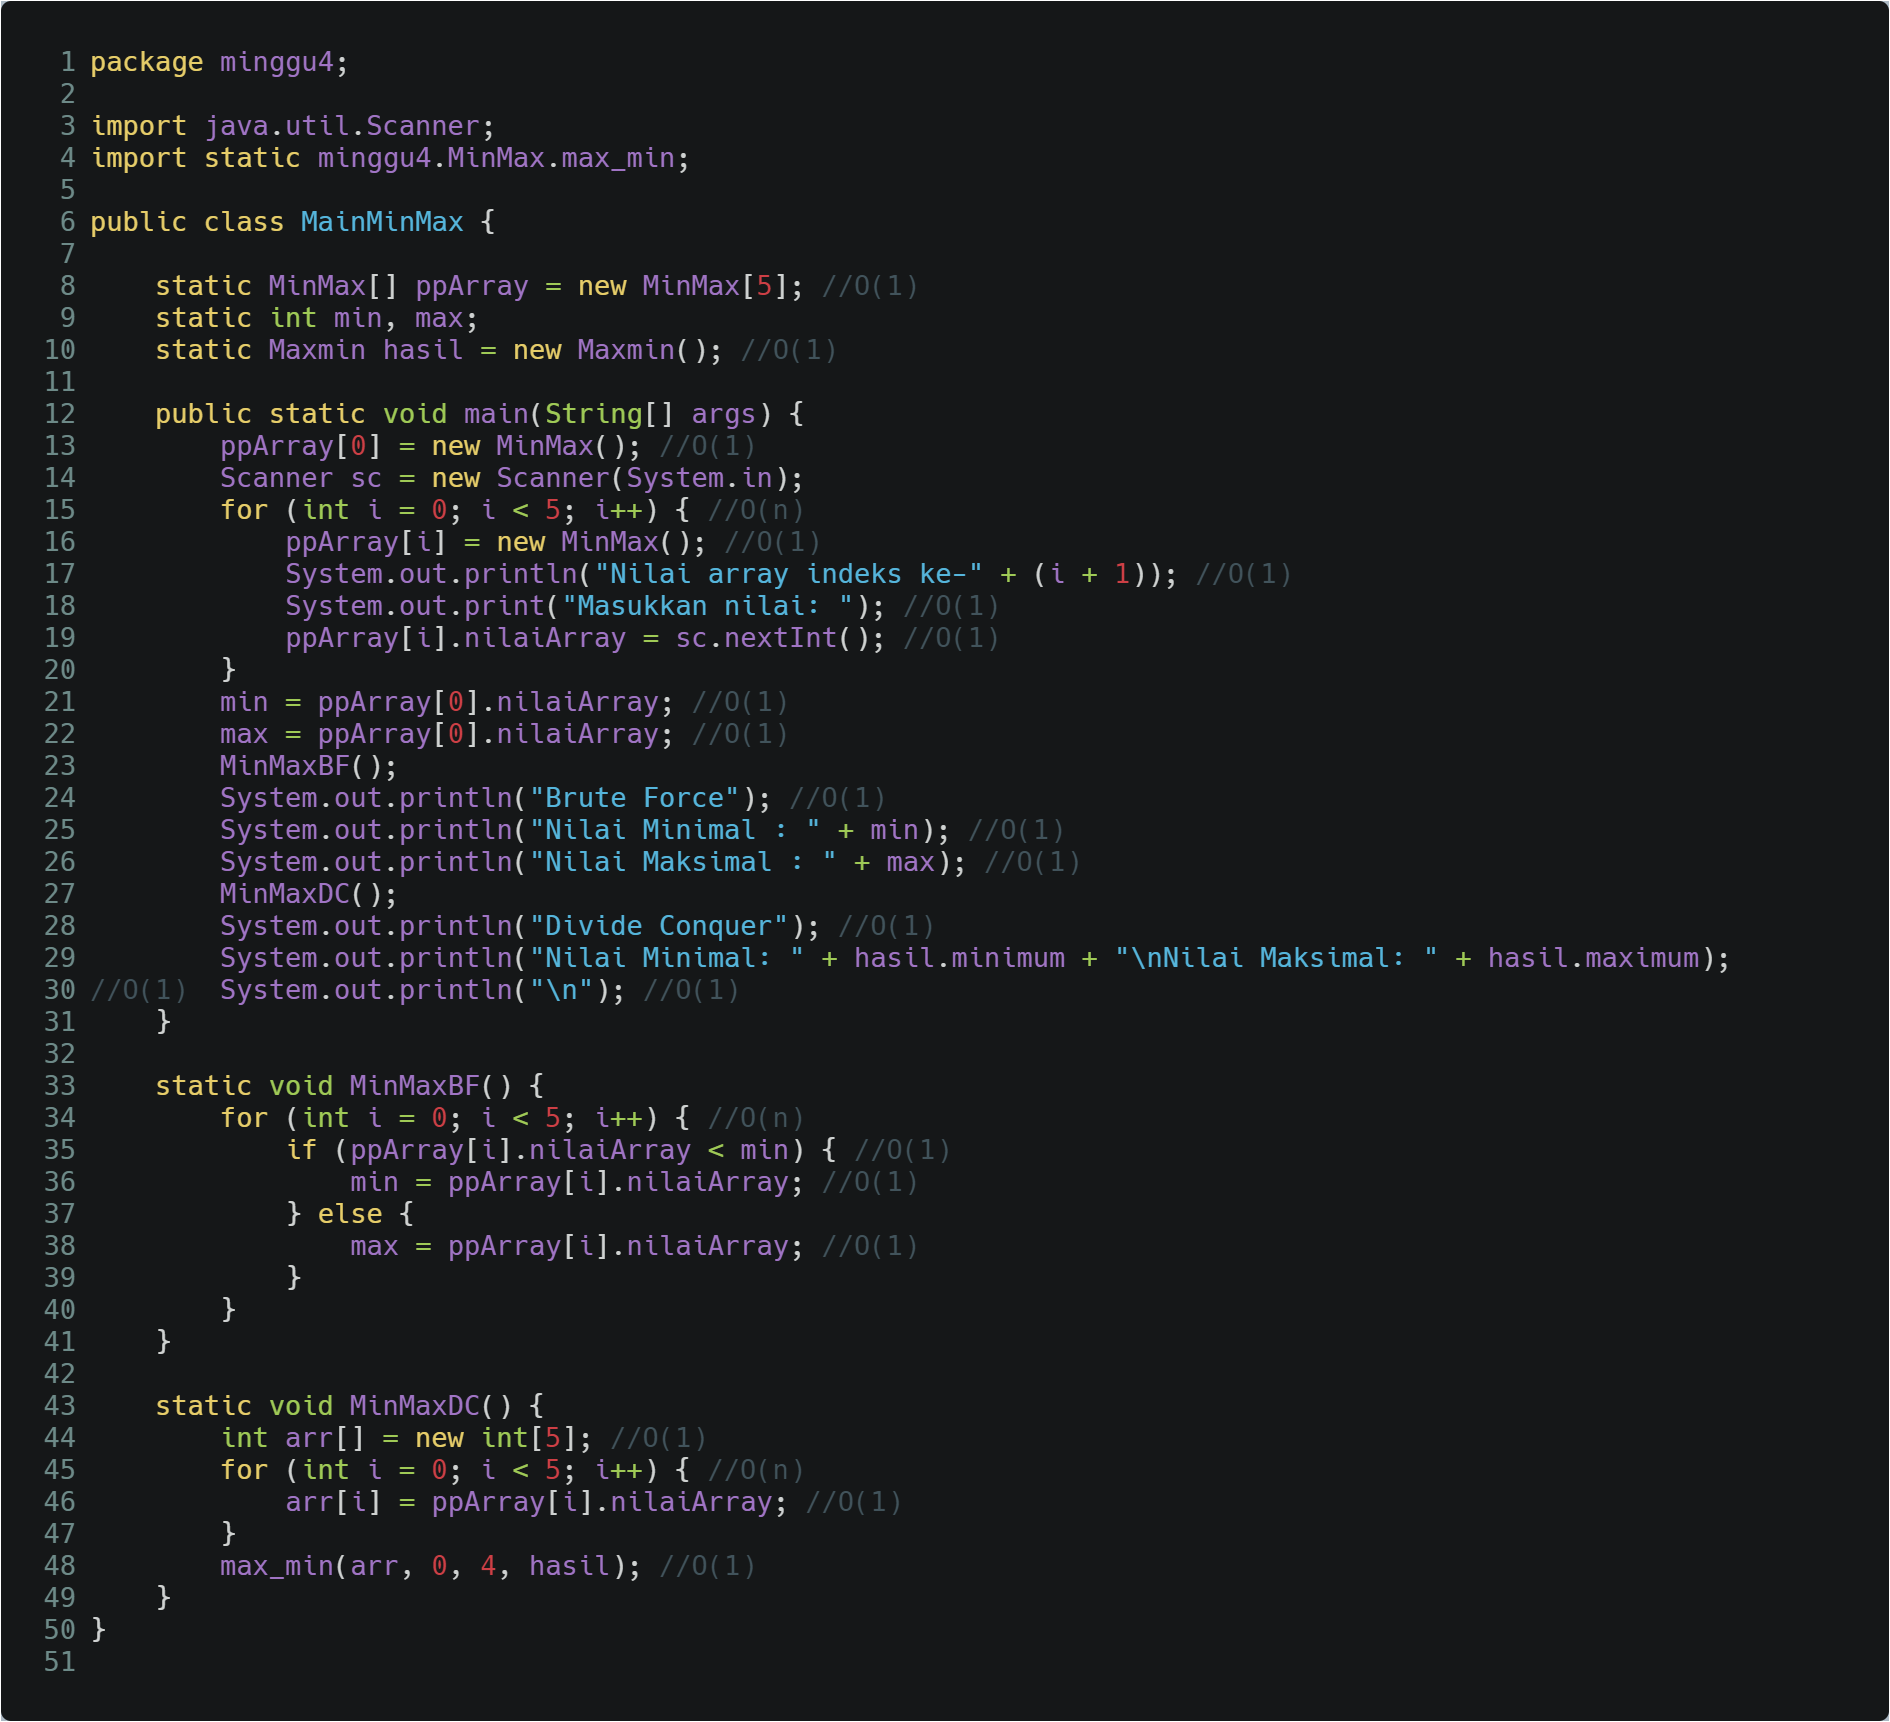 1 package minggu4;
2
3 import java.util.Scanner;
4 import static minggu4.MinMax.max_min;
5
6 public class MainMinMax {
7
8     static MinMax[] ppArray = new MinMax[5]; //O(1)
9     static int min, max;
10     static Maxmin hasil = new Maxmin(); //O(1)
11
12     public static void main(String[] args) {
13         ppArray[0] = new MinMax(); //O(1)
14         Scanner sc = new Scanner(System.in);
15         for (int i = 0; i < 5; i++) { //O(n)
16             ppArray[i] = new MinMax(); //O(1)
17             System.out.println("Nilai array indeks ke-" + (i + 1)); //O(1)
18             System.out.print("Masukkan nilai: "); //O(1)
19             ppArray[i].nilaiArray = sc.nextInt(); //O(1)
20         }
21         min = ppArray[0].nilaiArray; //O(1)
22         max = ppArray[0].nilaiArray; //O(1)
23         MinMaxBF();
24         System.out.println("Brute Force"); //O(1)
25         System.out.println("Nilai Minimal : " + min); //O(1)
26         System.out.println("Nilai Maksimal : " + max); //O(1)
27         MinMaxDC();
28         System.out.println("Divide Conquer"); //O(1)
29         System.out.println("Nilai Minimal: " + hasil.minimum + "\nNilai Maksimal: " + hasil.maximum);
30 //O(1)  System.out.println("\n"); //O(1)
31     }
32
33     static void MinMaxBF() {
34         for (int i = 0; i < 5; i++) { //O(n)
35             if (ppArray[i].nilaiArray < min) { //O(1)
36                 min = ppArray[i].nilaiArray; //O(1)
37             } else {
38                 max = ppArray[i].nilaiArray; //O(1)
39             }
40         }
41     }
42
43     static void MinMaxDC() {
44         int arr[] = new int[5]; //O(1)
45         for (int i = 0; i < 5; i++) { //O(n)
46             arr[i] = ppArray[i].nilaiArray; //O(1)
47         }
48         max_min(arr, 0, 4, hasil); //O(1)
49     }
50 }
51